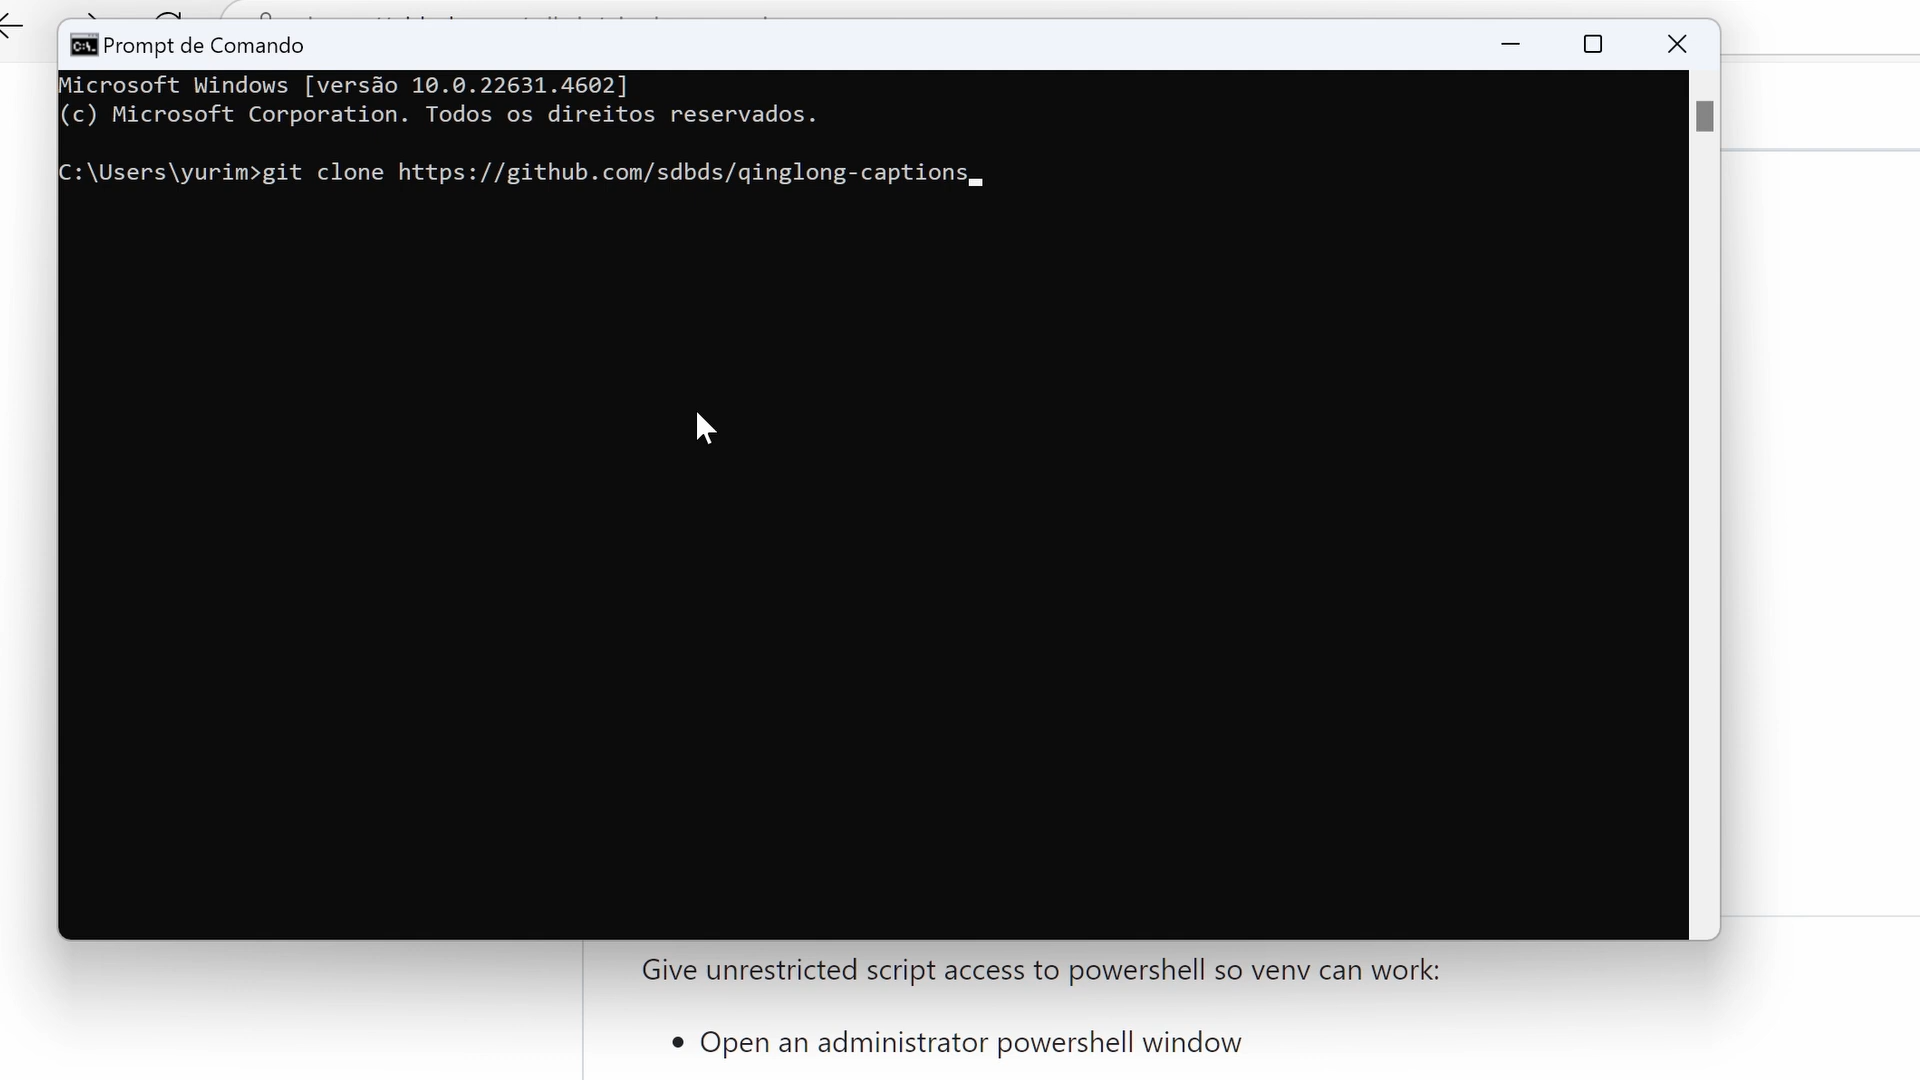 Prompt de Comando
Microsoft Windows [versão 10.0.22631.4602]
(c) Microsoft Corporation. Todos os direitos reservados.
C:\Users\yurim>git clone https://github.com/sdbds/qinglong-captions
Give unrestricted script access to powershell so venv can work:
• Open an administrator powershell window